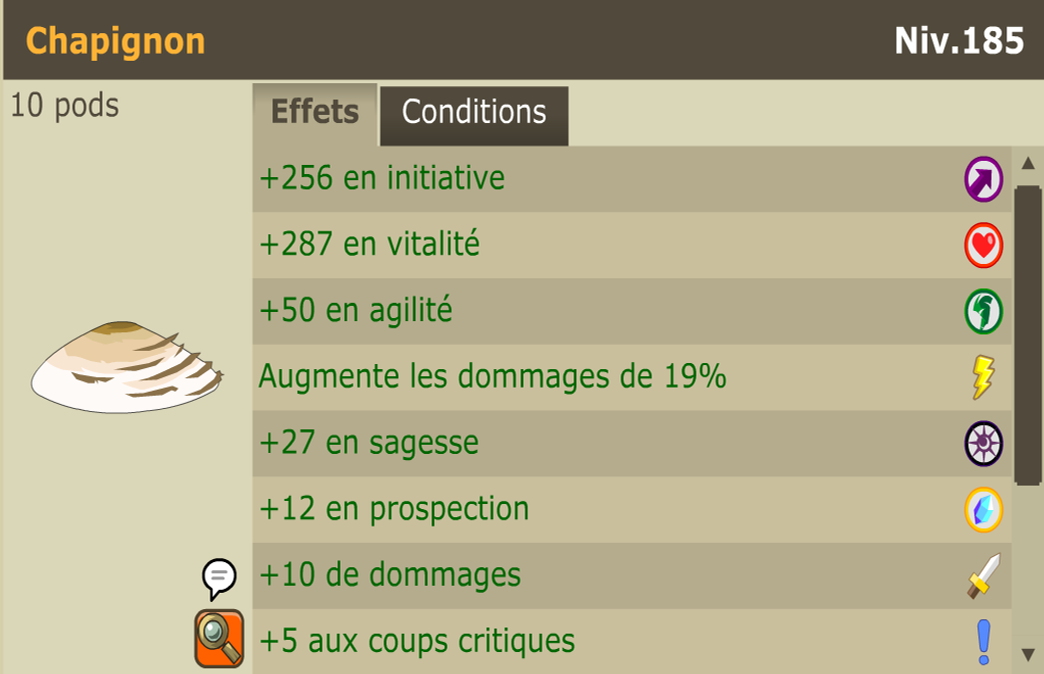 Chapignon
Niv.185
10 pods
Effets
Conditions
+256 en initiative
+287 en vitalité
+50 en agilité
Augmente les dommages de 19%
+27 en sagesse
+12 en prospection
+10 de dommages
+5 aux coups critiques